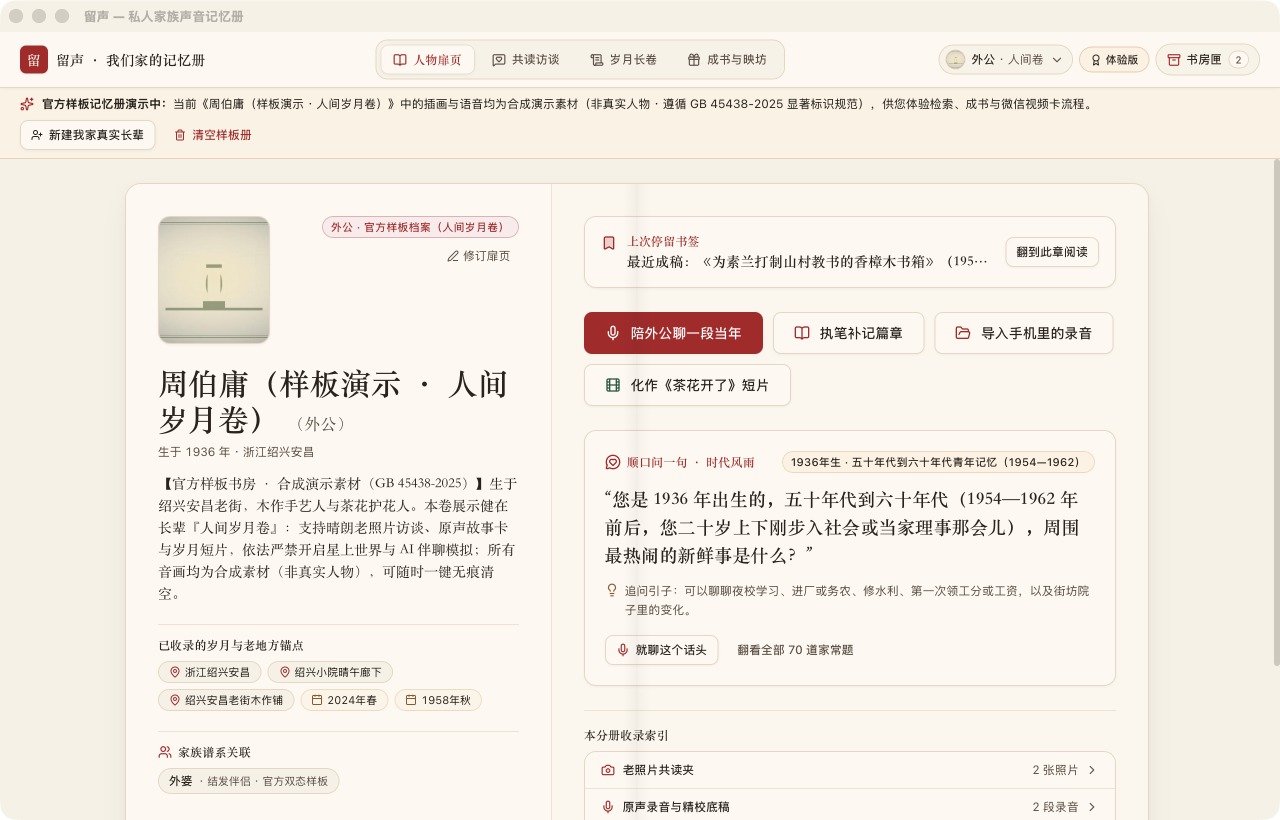 留声 — 私人家族声音记忆册
留
留声 · 我们家的记忆册
人物扉页
共读访谈
岁月长卷
成书与映坊
外公 · 人间卷
体验版
书房匣
2
官方样板记忆册演示中：当前《周伯庸（样板演示 · 人间岁月卷）》中的插画与语音均为合成演示素材（非真实人物 · 遵循 GB 45438-2025 显著标识规范），供您体验检索、成书与微信视频卡流程。
新建我家真实长辈
清空样板册
外公 · 官方样板档案（人间岁月卷）
修订扉页
周伯庸（样板演示 · 人间
岁月卷）（外公）
生于 1936 年 · 浙江绍兴安昌
【官方样板书房 · 合成演示素材（GB 45438-2025）】生于
绍兴安昌老街，木作手艺人与茶花护花人。本卷展示健在
长辈『人间岁月卷』：支持晴朗老照片访谈、原声故事卡
与岁月短片，依法严禁开启星上世界与 AI 伴聊模拟；所有
音画均为合成素材（非真实人物），可随时一键无痕清
空。
已收录的岁月与老地方锚点
浙江绍兴安昌
绍兴小院晴午廊下
绍兴安昌老街木作铺
2024年春
1958年秋
家族谱系关联
外婆 · 结发伴侣 · 官方双态样板
上次停留书签
最近成稿：《为素兰打制山村教书的香樟木书箱》（195…
翻到此章阅读
陪外公聊一段当年
执笔补记篇章
导入手机里的录音
化作《茶花开了》短片
顺口问一句 · 时代风雨
1936年生 · 五十年代到六十年代青年记忆（1954—1962）
“您是 1936 年出生的，五十年代到六十年代（1954—1962 年
前后，您二十岁上下刚步入社会或当家理事那会儿），周围
最热闹的新鲜事是什么？”
追问引子：可以聊聊夜校学习、进厂或务农、修水利、第一次领工分或工资，以及街坊院
子里的变化。
就聊这个话头
翻看全部 70 道家常题
本分册收录索引
老照片共读夹
2 张照片
原声录音与精校底稿
2 段录音